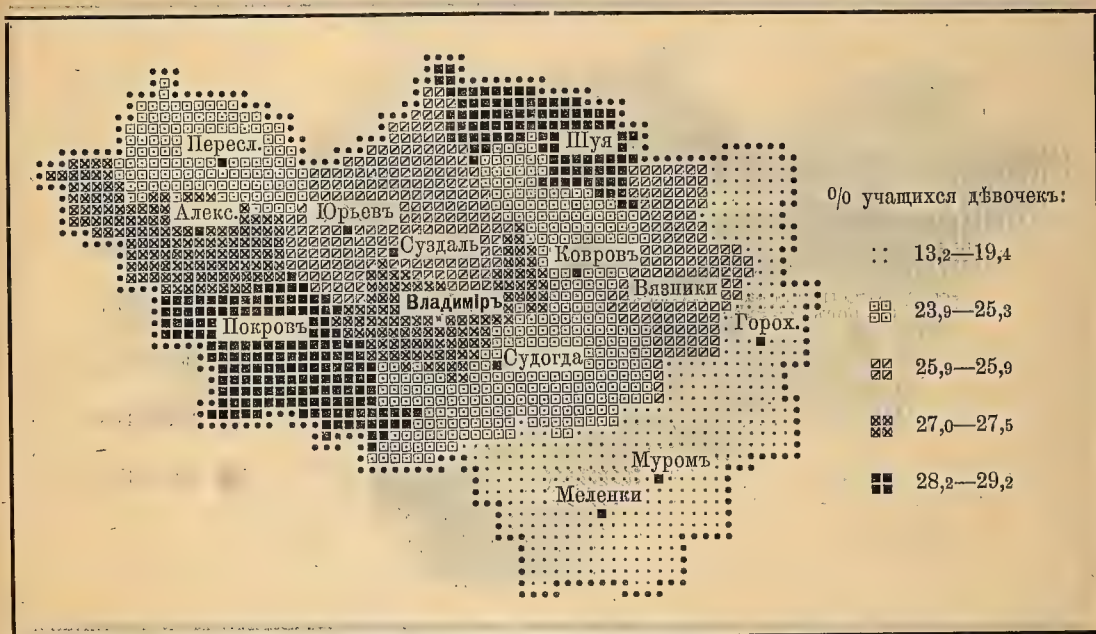 Пересл.
Шуя
Алекс.
Юрьевъ
Суздаль
Ковровъ
Вязники
Владиміръ
Покровъ
Горох.
Судогда
Муромъ
Меленки
% учащихся дѣвочекъ:
13,2—19,4
23,9—25,3
25,9—25,9
27,0—27,5
28,2—29,2